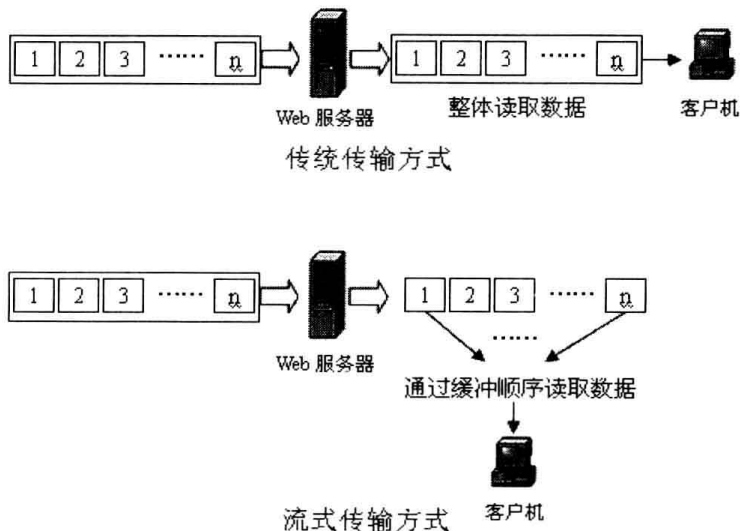 1 2 3 …… n
1 2 3 …… n
Web 服务器
整体读取数据
客户机
传统传输方式
1 2 3 …… n
1 2 3 …… n
……
Web 服务器
通过缓冲顺序读取数据
客户机
流式传输方式